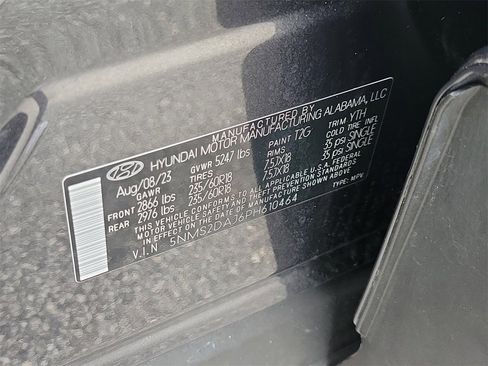 MANUFACTURED BY
HYUNDAI MOTOR MANUFACTURING ALABAMA, LLC
Aug/08/23 GVWR 5247 lbs PAINT T2G TRIM YTH
GAWR TIRES RIMS COLD TIRE INFL
FRONT 2866 lbs 235/60R18 7.5JX18 35 psi SINGLE
REAR 2976 lbs 235/60R18 7.5JX18 35 psi SINGLE
THIS VEHICLE CONFORMS TO ALL APPLICABLE U.S.A. FEDERAL
MOTOR VEHICLE SAFETY AND THEFT PREVENTION STANDARDS
IN EFFECT ON THE DATE OF MANUFACTURE SHOWN ABOVE.
V.I.N 5NMS2DAJ6PH610464 TYPE: MPV